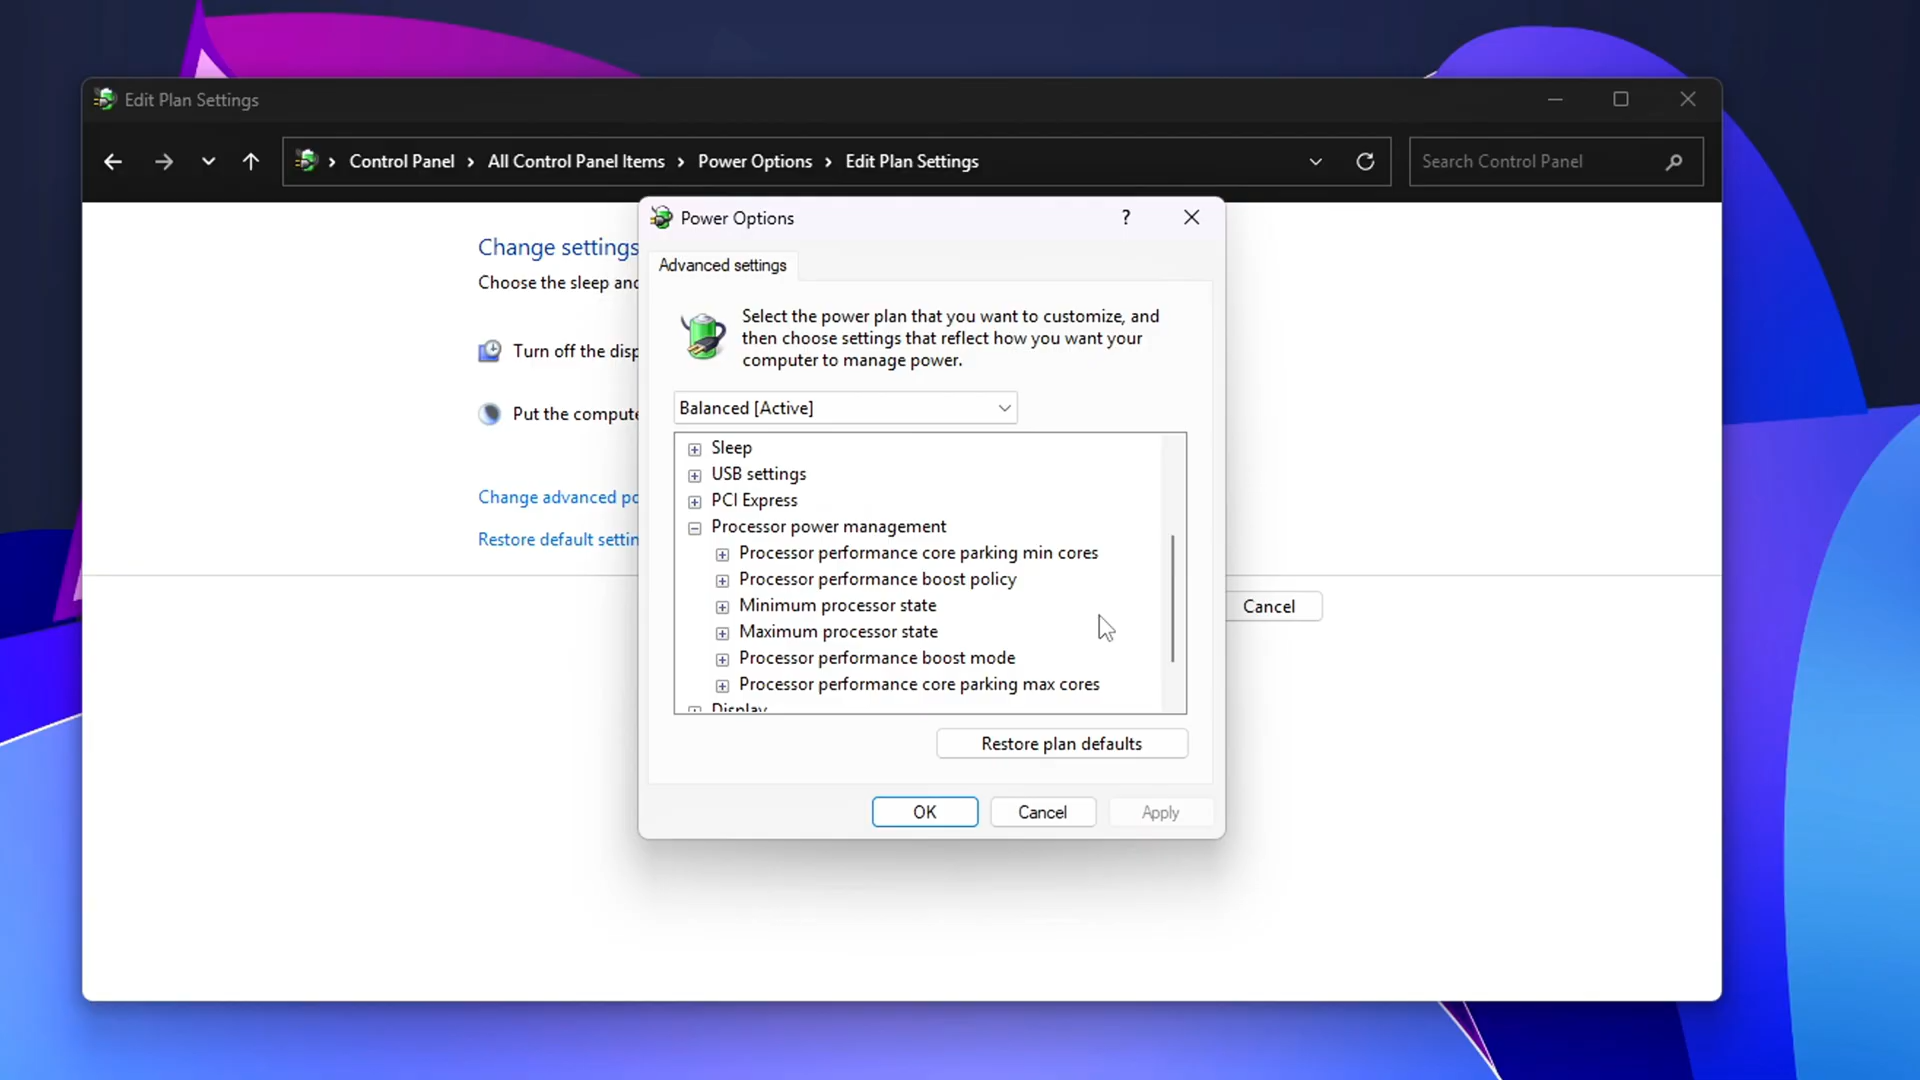 Edit Plan Settings
Control Panel › All Control Panel Items › Power Options › Edit Plan Settings
Search Control Panel
Power Options
?
Change settings
Advanced settings
Choose the sleep and
Select the power plan that you want to customize, and
then choose settings that reflect how you want your
computer to manage power.
Turn off the disp
Put the compute
Balanced [Active]
Sleep
USB settings
PCI Express
Change advanced po
Processor power management
Restore default settin
Processor performance core parking min cores
Processor performance boost policy
Minimum processor state
Cancel
Maximum processor state
Processor performance boost mode
Processor performance core parking max cores
Display
Restore plan defaults
OK
Cancel
Apply